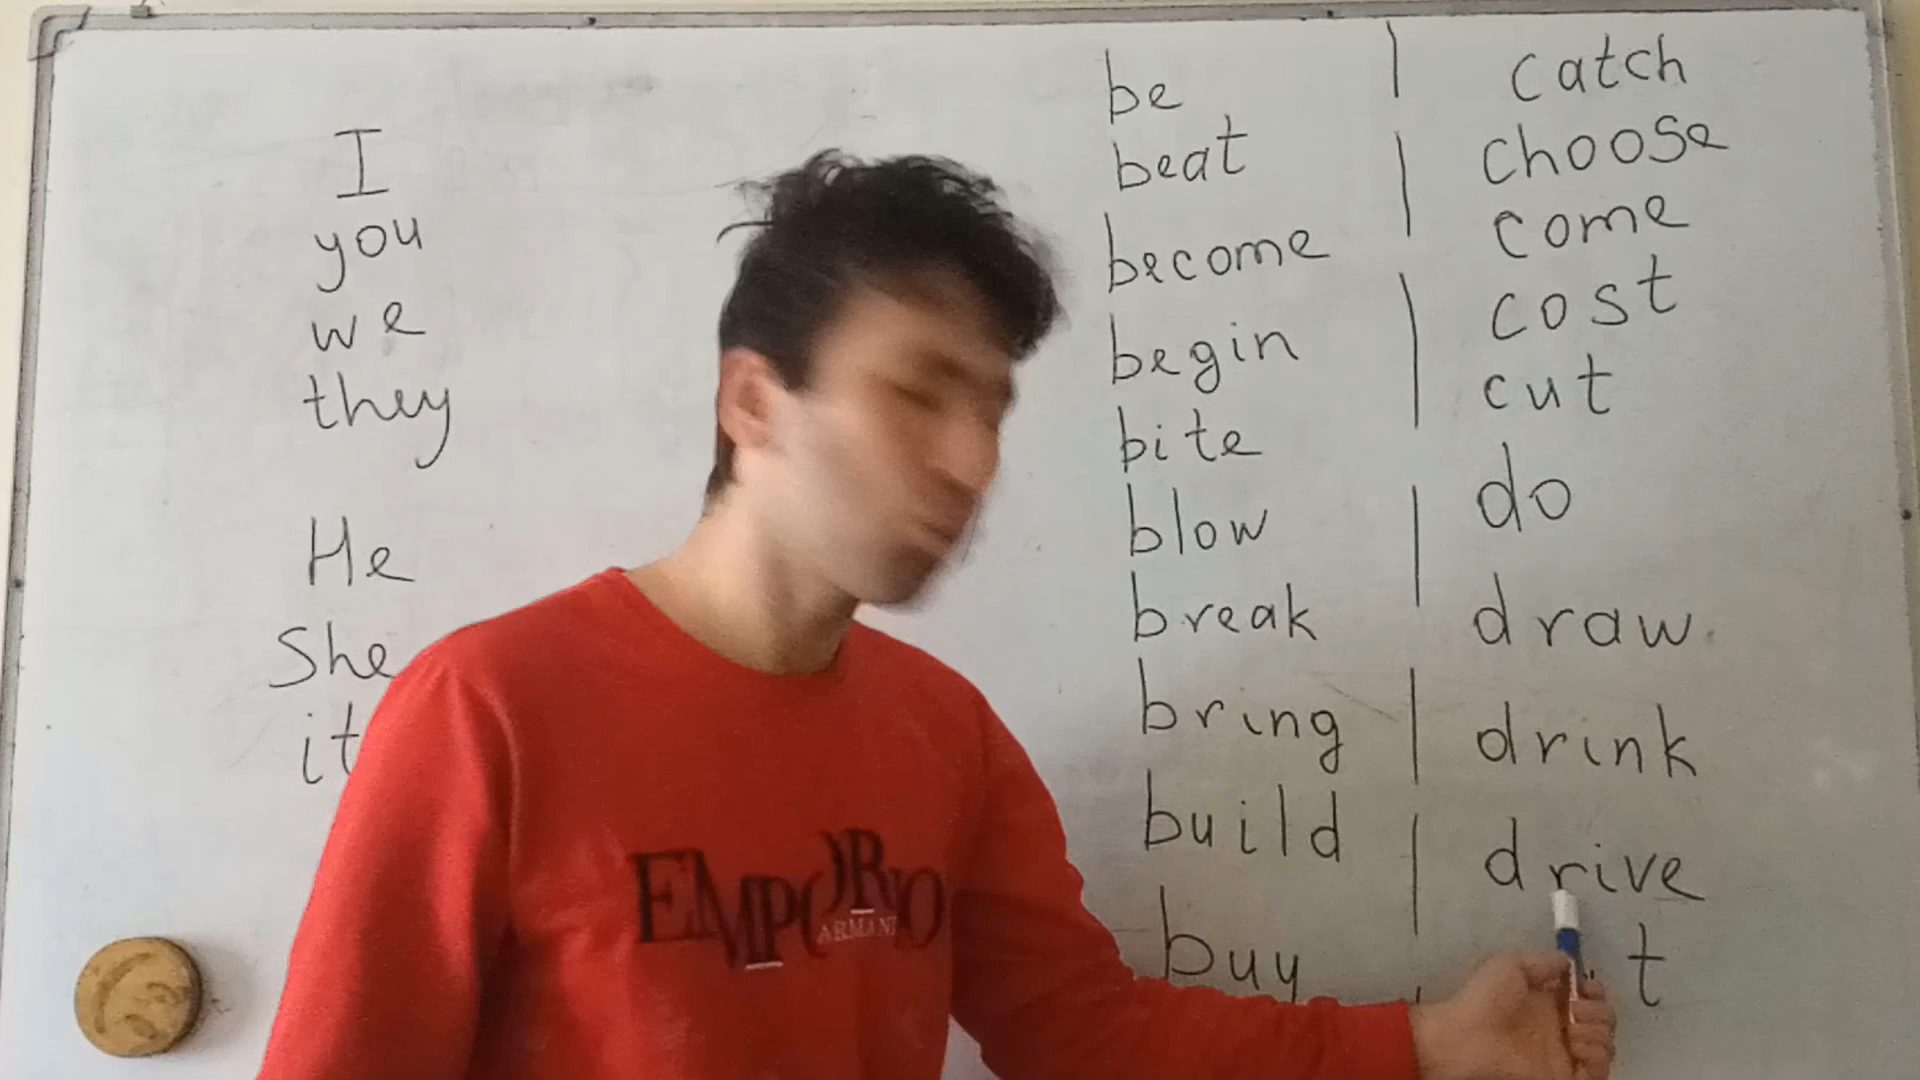 I
you
we
they
He
She
it
be
beat
become
begin
bite
blow
break
bring
build
buy
catch
choose
come
cost
cut
do
draw
drink
drive
EMPORIO
ARMANI